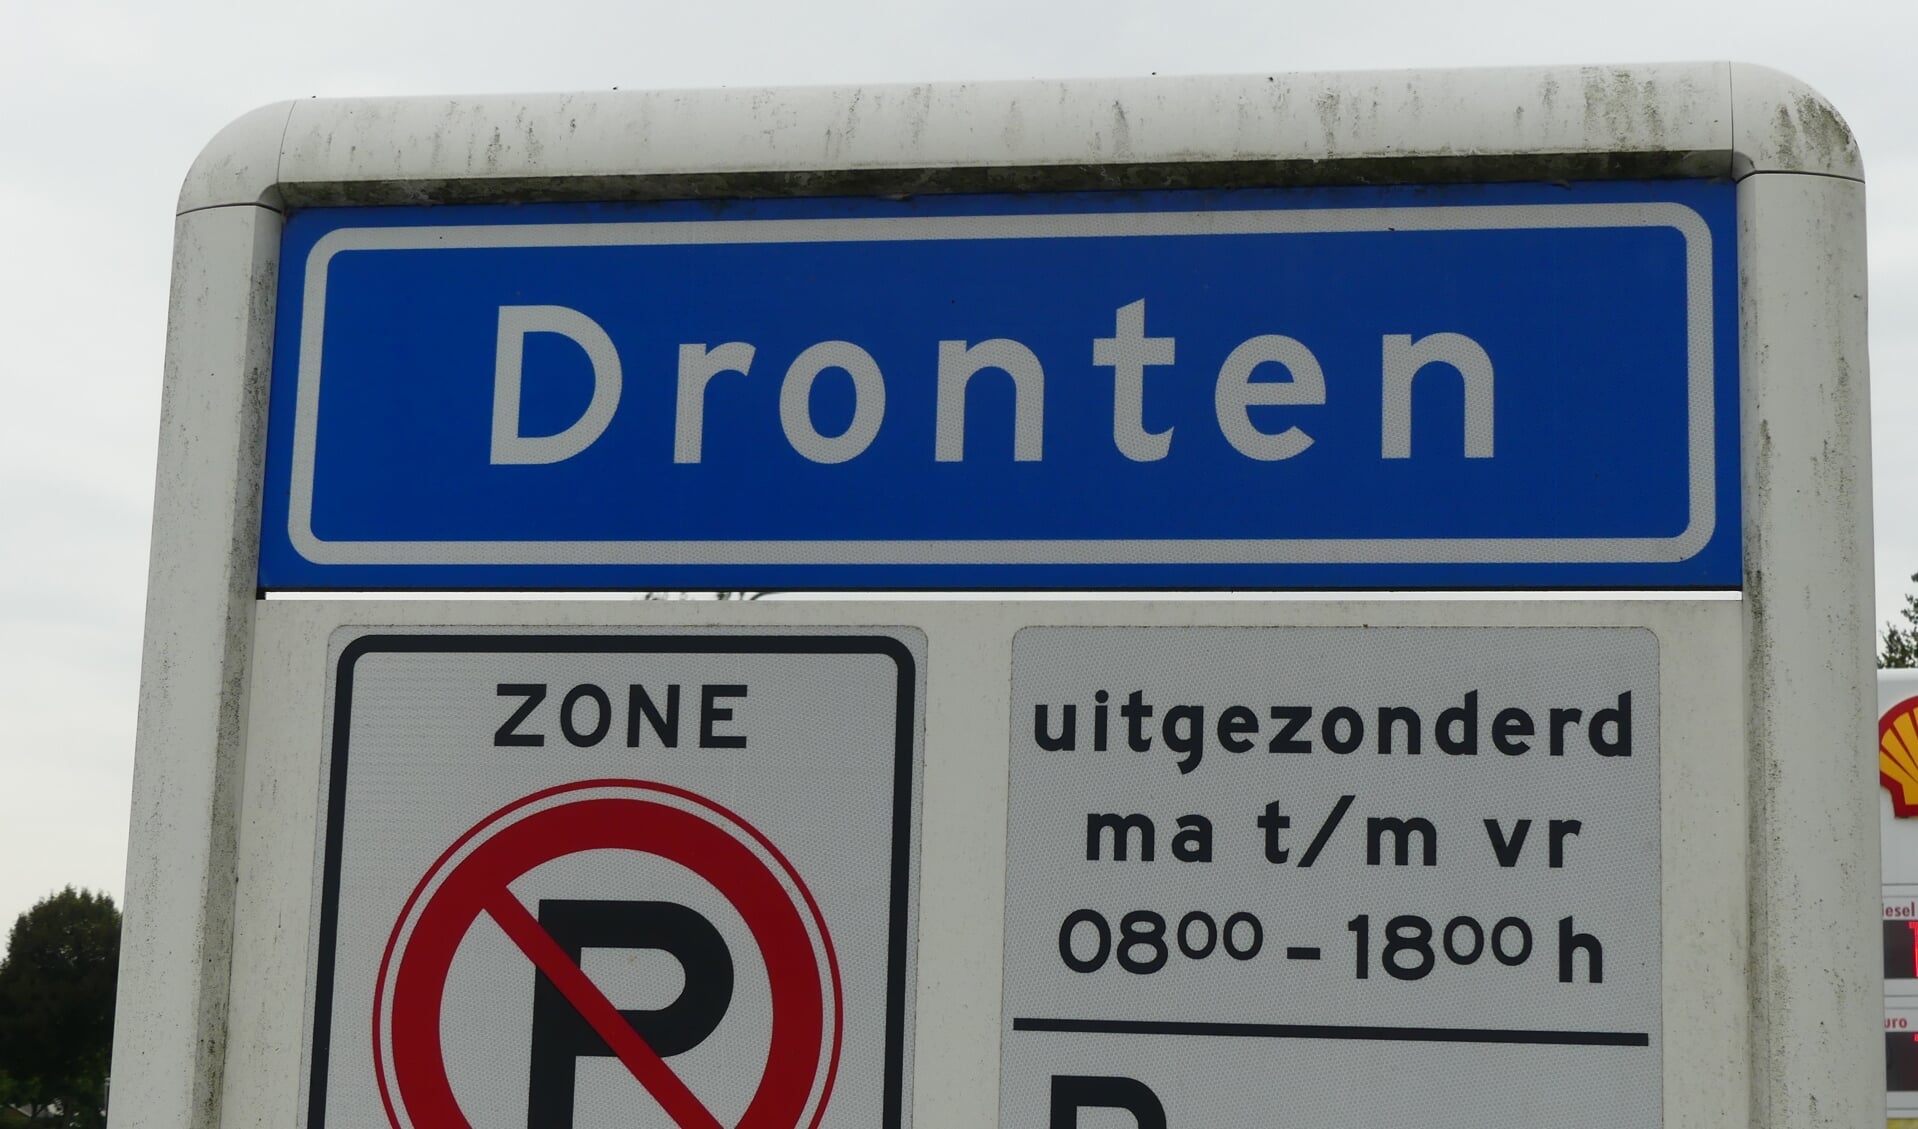 Dronten
ZONE
P
uitgezonderd
ma t/m vr
08⁰⁰ - 18⁰⁰ h